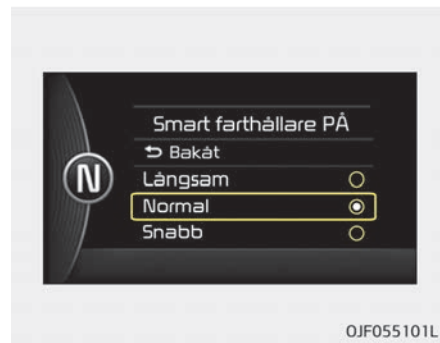 Smart farthållare PÅ
Bakåt
Långsam
N
Normal
Snabb
OJF055101L